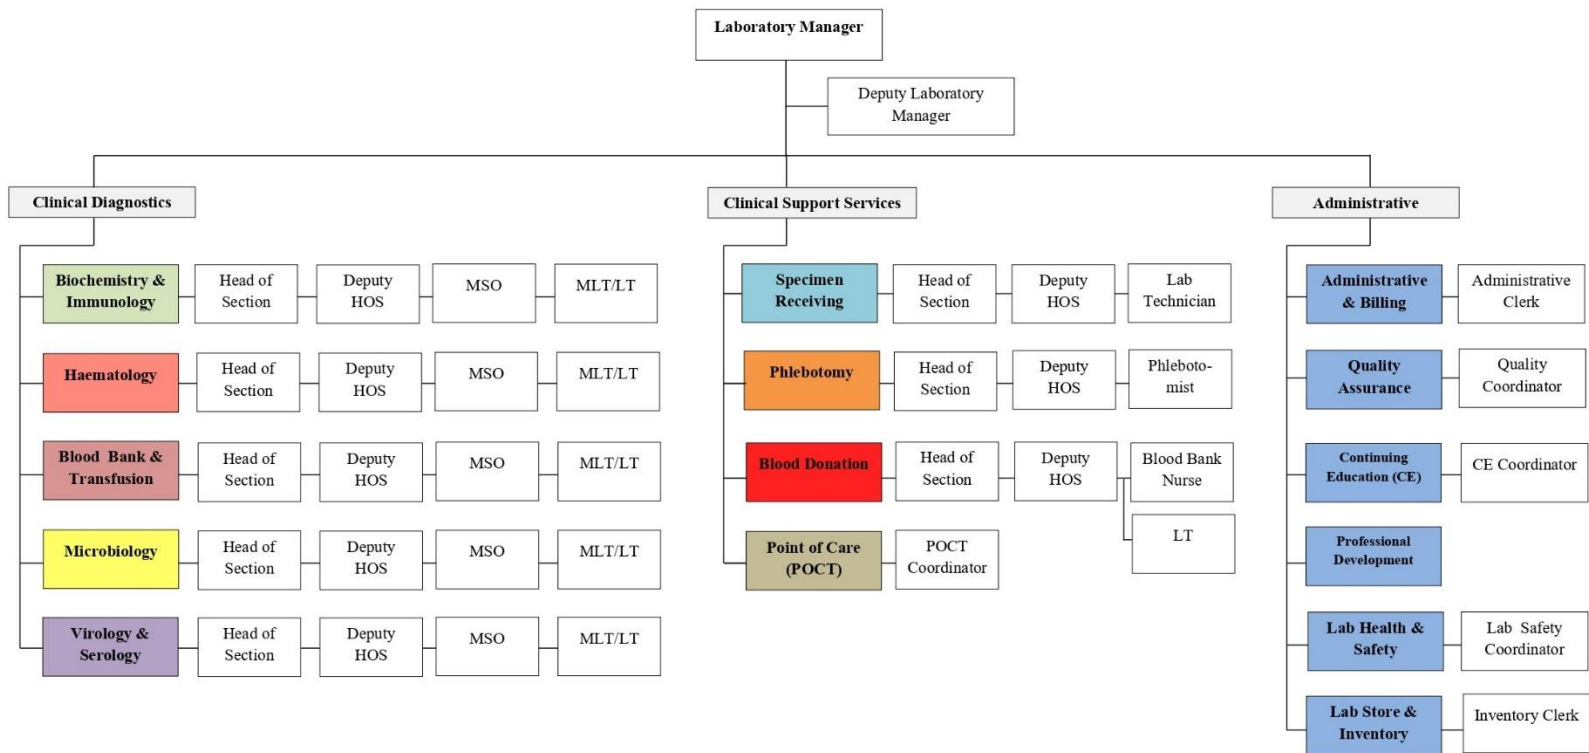 Laboratory Manager
Deputy Laboratory
Manager
Clinical Diagnostics
Clinical Support Services
Administrative
Biochemistry &
Immunology
Head of
Section
Deputy
HOS
MSO
MLT/LT
Haematology
Head of
Section
Deputy
HOS
MSO
MLT/LT
Blood Bank &
Transfusion
Head of
Section
Deputy
HOS
MSO
MLT/LT
Microbiology
Head of
Section
Deputy
HOS
MSO
MLT/LT
Virology &
Serology
Head of
Section
Deputy
HOS
MSO
MLT/LT
Specimen
Receiving
Head of
Section
Deputy
HOS
Lab
Technician
Phlebotomy
Head of
Section
Deputy
HOS
Phleboto-
mist
Blood Donation
Head of
Section
Deputy
HOS
Blood Bank
Nurse
LT
Point of Care
(POCT)
POCT
Coordinator
Administrative
& Billing
Administrative
Clerk
Quality
Assurance
Quality
Coordinator
Continuing
Education (CE)
CE Coordinator
Professional
Development
Lab Health &
Safety
Lab Safety
Coordinator
Lab Store &
Inventory
Inventory Clerk